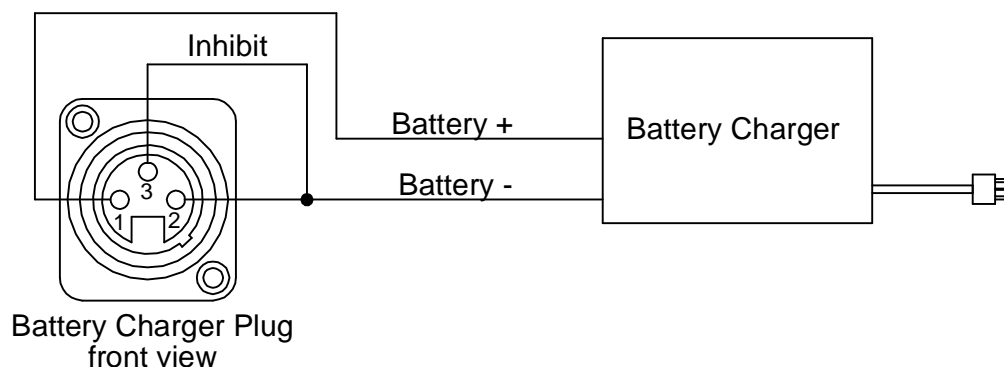 Inhibit
Battery +
Battery Charger
Battery -
3
1
2
Battery Charger Plug
front view